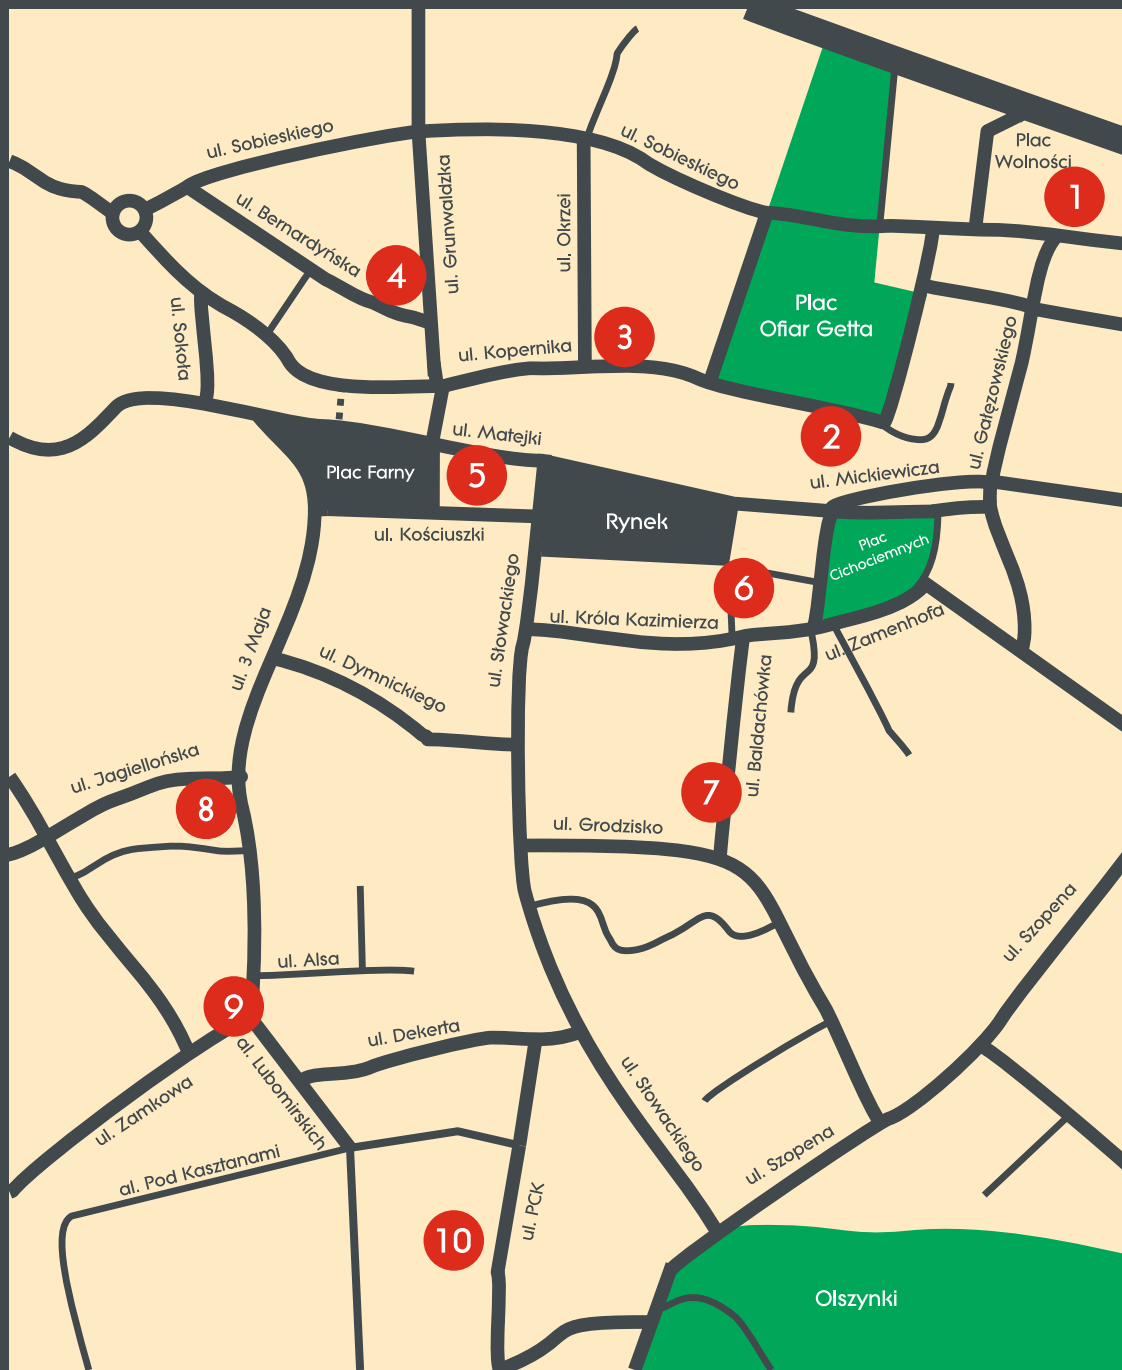 ul. Sobieskiego
ul. Sobieskiego
Plac
Wolności
1
ul. Bernardyńska
ul. Grunwaldzka
ul. Okrzei
4
ul. Sokoła
ul. Kopernika
3
Plac
Ofiar Getta
ul. Gałęzowskiego
ul. Matejki
2
Plac Farny
5
ul. Mickiewicza
ul. Kościuszki
Rynek
Plac
Cichociemnych
6
ul. Słowackiego
ul. Króla Kazimierza
ul. Zamenhofa
ul. 3 Maja
ul. Dymnickiego
ul. Baldachówka
ul. Jagiellońska
8
7
ul. Grodzisko
ul. Szopena
ul. Alsa
9
ul. Dekerta
al. Lubomirskich
ul. Zamkowa
ul. Słowackiego
ul. Szopena
al. Pod Kasztanami
ul. PCK
10
Olszynki